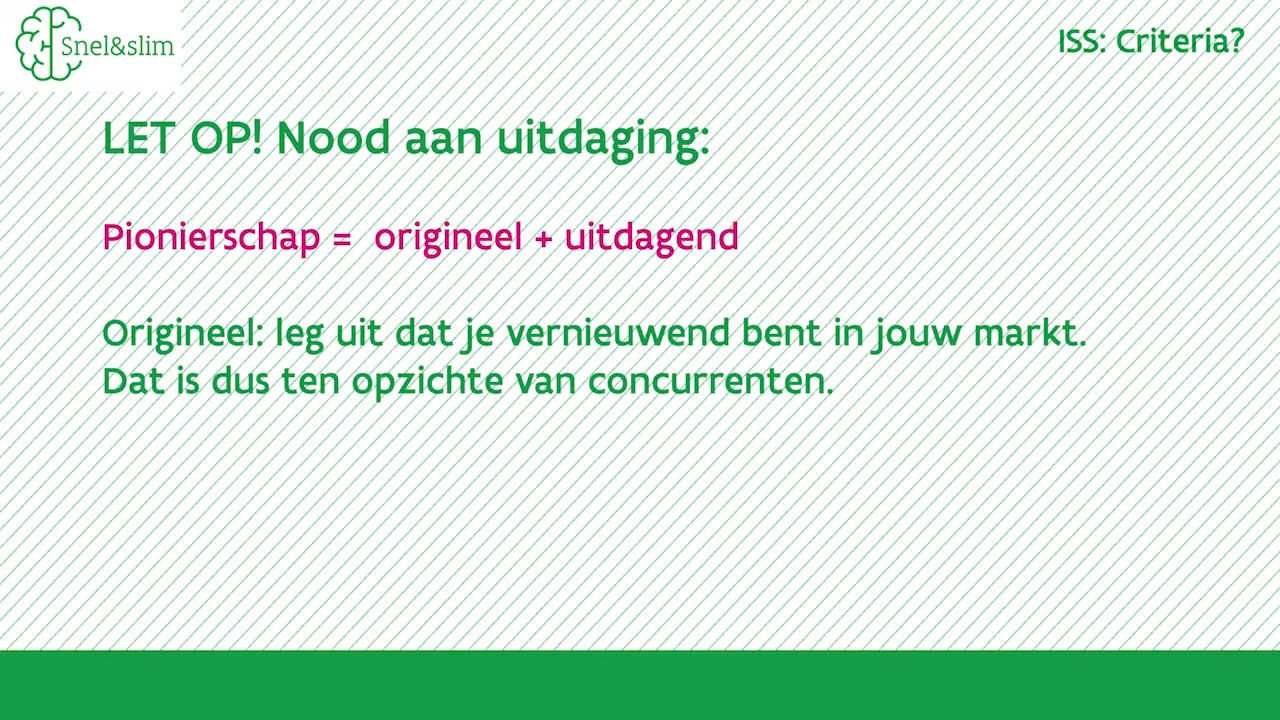 Snel&slim
ISS: Criteria?
LET OP! Nood aan uitdaging:
Pionierschap = origineel + uitdagend
Origineel: leg uit dat je vernieuwend bent in jouw markt.
Dat is dus ten opzichte van concurrenten.